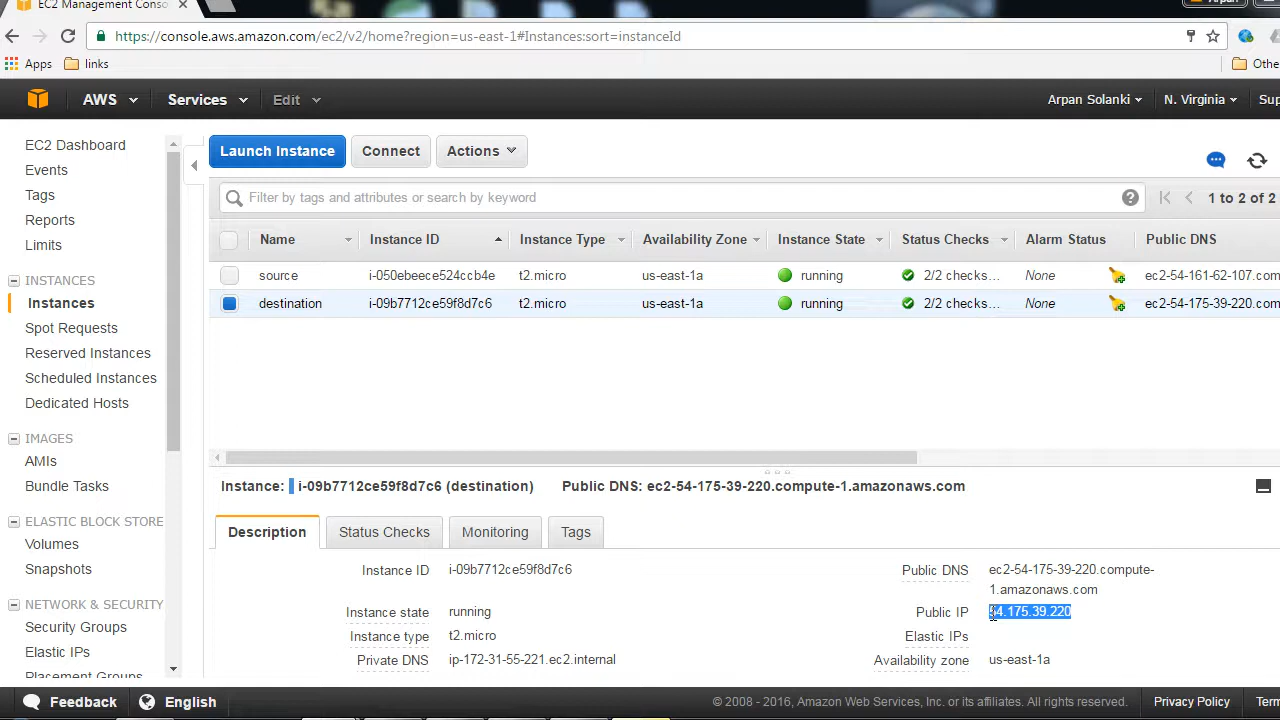 EC2 Management Conso
Arpan
https://console.aws.amazon.com/ec2/v2/home?region=us-east-1#Instances:sort=instanceId
Apps links Othe
AWS Services Edit Arpan Solanki N. Virginia Sup
EC2 Dashboard
Events
Tags
Reports
Limits
INSTANCES
Instances
Spot Requests
Reserved Instances
Scheduled Instances
Dedicated Hosts
IMAGES
AMIs
Bundle Tasks
ELASTIC BLOCK STORE
Volumes
Snapshots
NETWORK & SECURITY
Security Groups
Elastic IPs
Placement Groups
Launch Instance Connect Actions
Filter by tags and attributes or search by keyword 1 to 2 of 2
Name Instance ID Instance Type Availability Zone Instance State Status Checks Alarm Status Public DNS
source i-050ebeece524ccb4e t2.micro us-east-1a running 2/2 checks... None ec2-54-161-62-107.com
destination i-09b7712ce59f8d7c6 t2.micro us-east-1a running 2/2 checks... None ec2-54-175-39-220.com
Instance: i-09b7712ce59f8d7c6 (destination) Public DNS: ec2-54-175-39-220.compute-1.amazonaws.com
Description Status Checks Monitoring Tags
Instance ID i-09b7712ce59f8d7c6 Public DNS ec2-54-175-39-220.compute-
1.amazonaws.com
Instance state running Public IP 54.175.39.220
Instance type t2.micro Elastic IPs
Private DNS ip-172-31-55-221.ec2.internal Availability zone us-east-1a
Feedback English © 2008 - 2016, Amazon Web Services, Inc. or its affiliates. All rights reserved. Privacy Policy Term